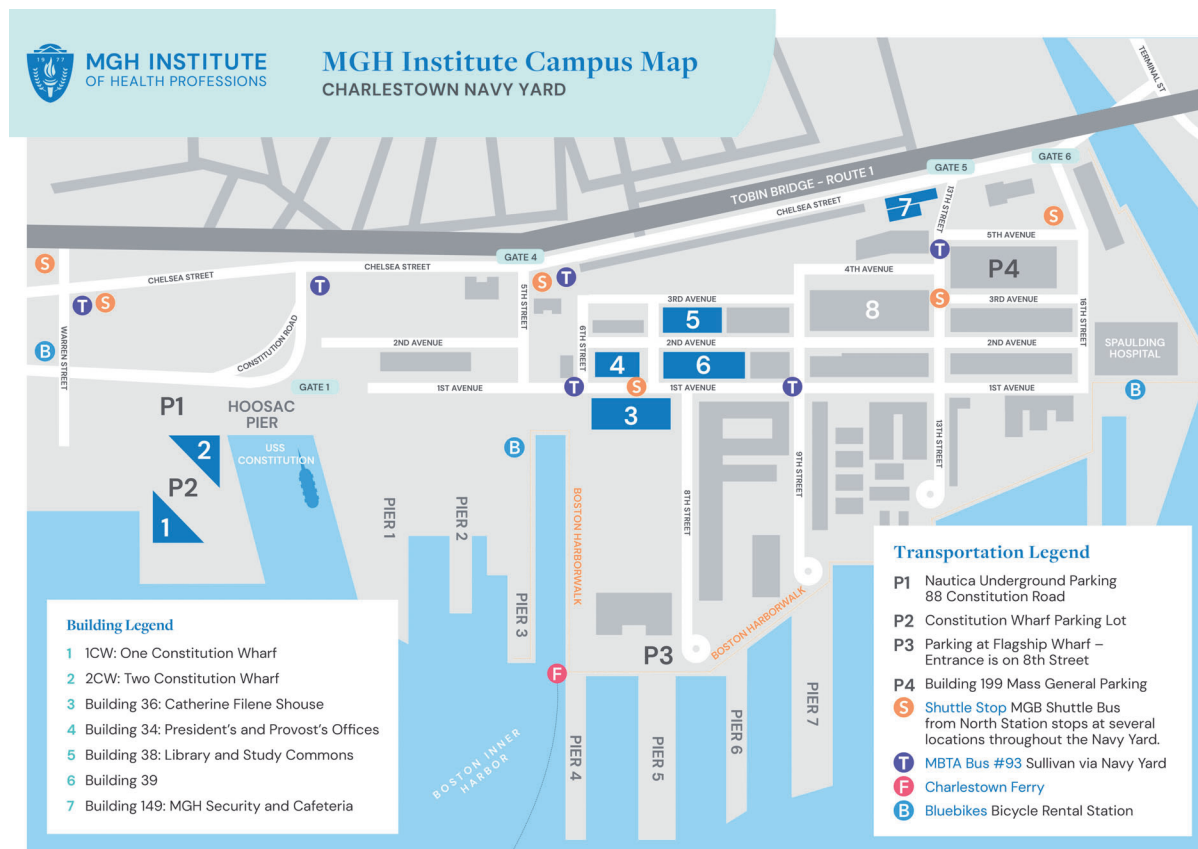 1977
MGH INSTITUTE
OF HEALTH PROFESSIONS
MGH Institute Campus Map
CHARLESTOWN NAVY YARD
TERMINAL ST
GATE 6
GATE 5
TOBIN BRIDGE – ROUTE 1
CHELSEA STREET
7
13TH STREET
S
5TH AVENUE
T
P4
GATE 4
S
CHELSEA STREET
CHELSEA STREET
T
S
T
S
T
4TH AVENUE
S
T
S
WARREN STREET
CONSTITUTION ROAD
5TH STREET
6TH STREET
3RD AVENUE
5
8
3RD AVENUE
16TH STREET
B
2ND AVENUE
2ND AVENUE
2ND AVENUE
4
6
SPAULDING
HOSPITAL
GATE 1
1ST AVENUE
T
S
1ST AVENUE
T
1ST AVENUE
B
P1
HOOSAC
PIER
3
2
USS
CONSTITUTION
B
P2
1
13TH STREET
9TH STREET
8TH STREET
BOSTON HARBORWALK
PIER 1
PIER 2
PIER 3
P3
BOSTON HARBORWALK
F
PIER 4
PIER 5
PIER 6
PIER 7
BOSTON INNER
HARBOR
Building Legend
1 1CW: One Constitution Wharf
2 2CW: Two Constitution Wharf
3 Building 36: Catherine Filene Shouse
4 Building 34: President’s and Provost’s Offices
5 Building 38: Library and Study Commons
6 Building 39
7 Building 149: MGH Security and Cafeteria
Transportation Legend
P1 Nautica Underground Parking
88 Constitution Road
P2 Constitution Wharf Parking Lot
P3 Parking at Flagship Wharf –
Entrance is on 8th Street
P4 Building 199 Mass General Parking
S Shuttle Stop MGB Shuttle Bus
from North Station stops at several
locations throughout the Navy Yard.
T MBTA Bus #93 Sullivan via Navy Yard
F Charlestown Ferry
B Bluebikes Bicycle Rental Station